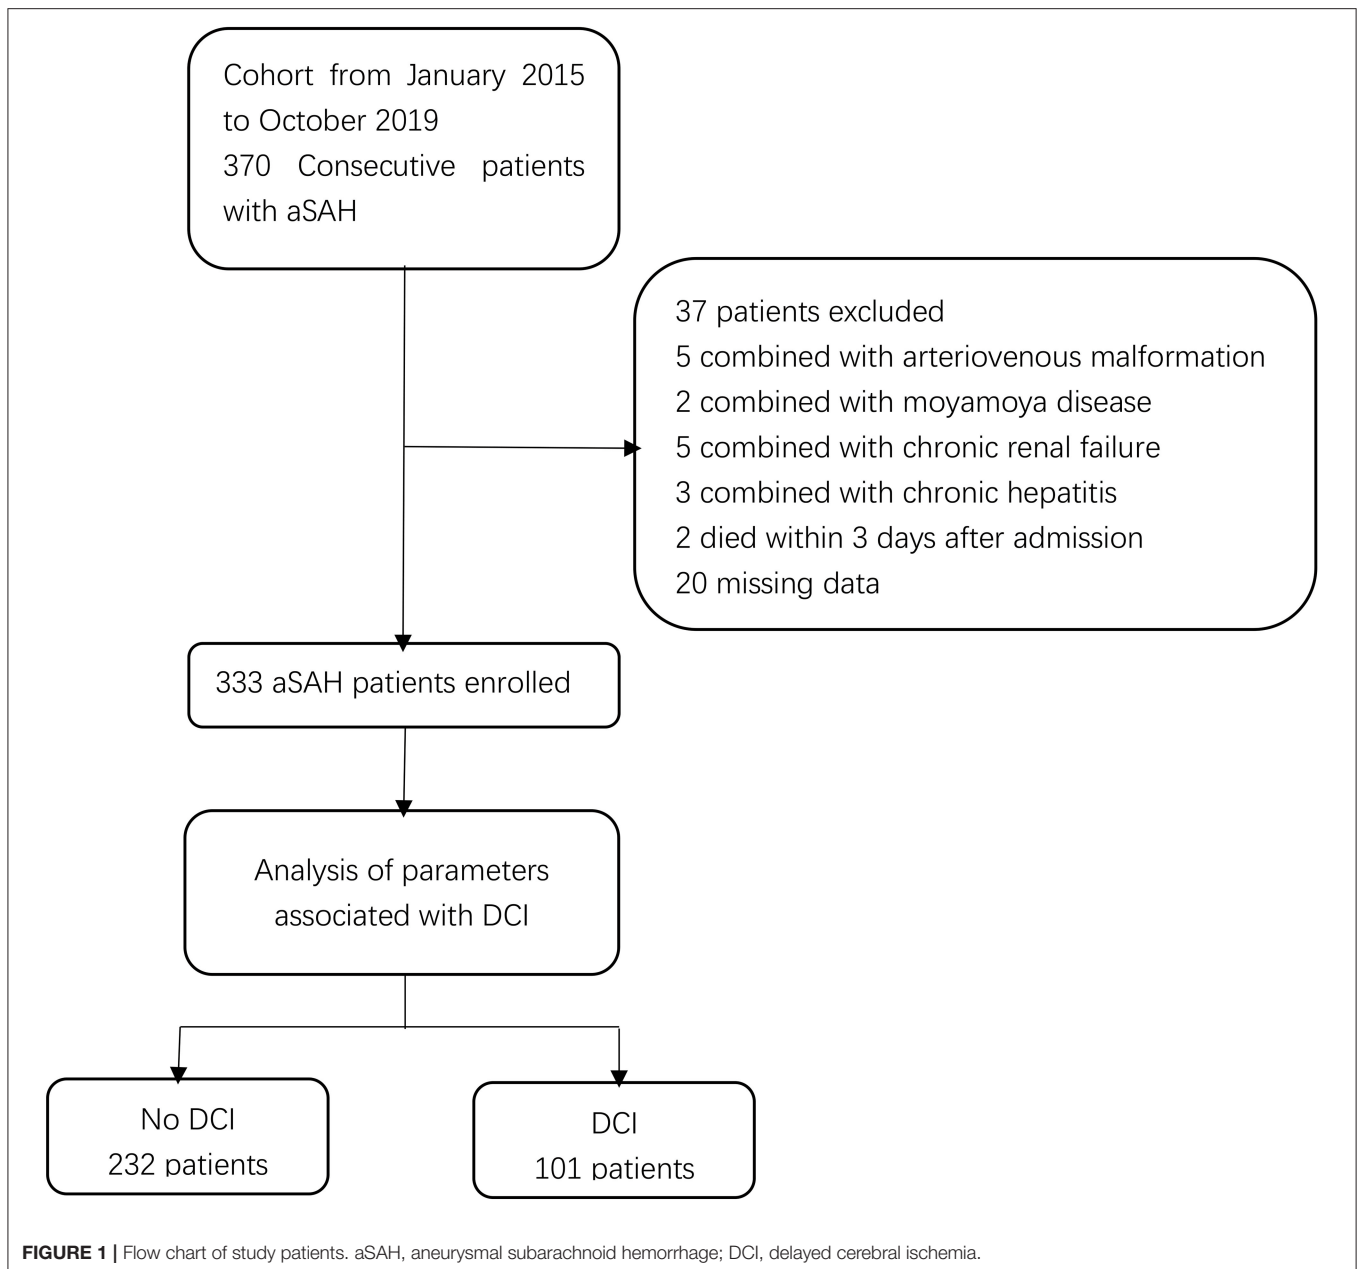 Cohort from January 2015
to October 2019
370 Consecutive patients
with aSAH
37 patients excluded
5 combined with arteriovenous malformation
2 combined with moyamoya disease
5 combined with chronic renal failure
3 combined with chronic hepatitis
2 died within 3 days after admission
20 missing data
333 aSAH patients enrolled
Analysis of parameters
associated with DCI
No DCI
232 patients
DCI
101 patients
FIGURE 1 | Flow chart of study patients. aSAH, aneurysmal subarachnoid hemorrhage; DCI, delayed cerebral ischemia.